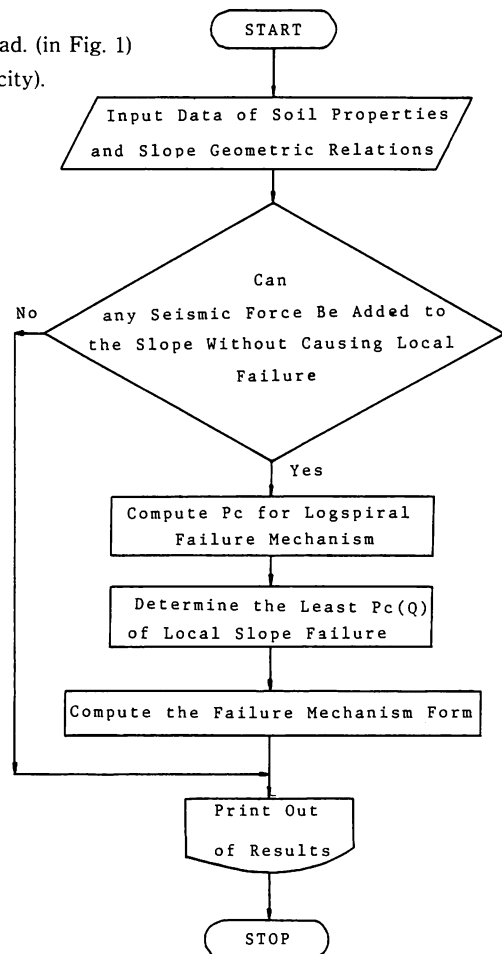 ad. (in Fig. 1)
city).
START
Input Data of Soil Properties
and Slope Geometric Relations
Can
any Seismic Force Be Added to
the Slope Without Causing Local
Failure
No
Yes
Compute Pc for Logspiral
Failure Mechanism
Determine the Least Pc(Q)
of Local Slope Failure
Compute the Failure Mechanism Form
Print Out
of Results
STOP